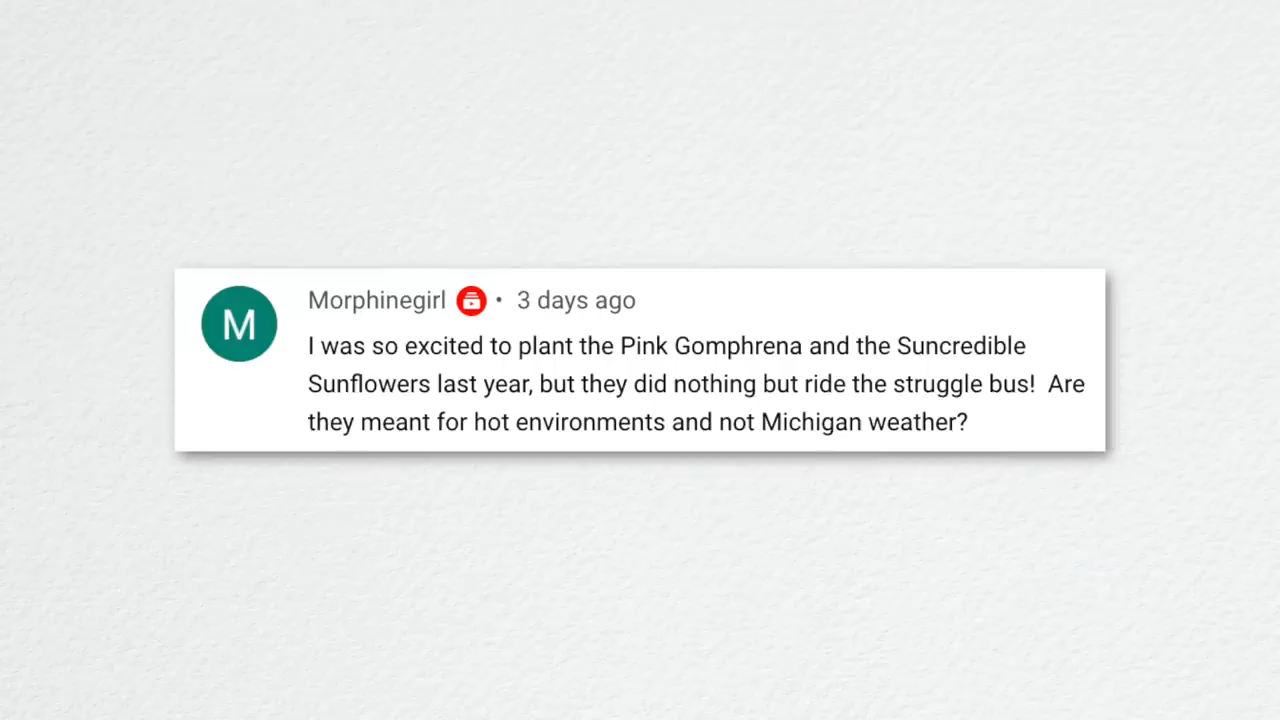 M
Morphinegirl • 3 days ago
I was so excited to plant the Pink Gomphrena and the Suncredible
Sunflowers last year, but they did nothing but ride the struggle bus!  Are
they meant for hot environments and not Michigan weather?